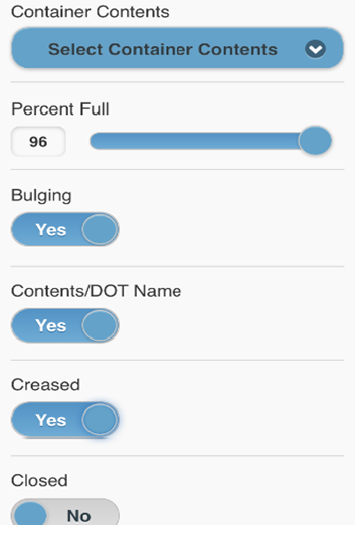 Container Contents
Select Container Contents
Percent Full
96
Bulging
Yes
Contents/DOT Name
Yes
Creased
Yes
Closed
No